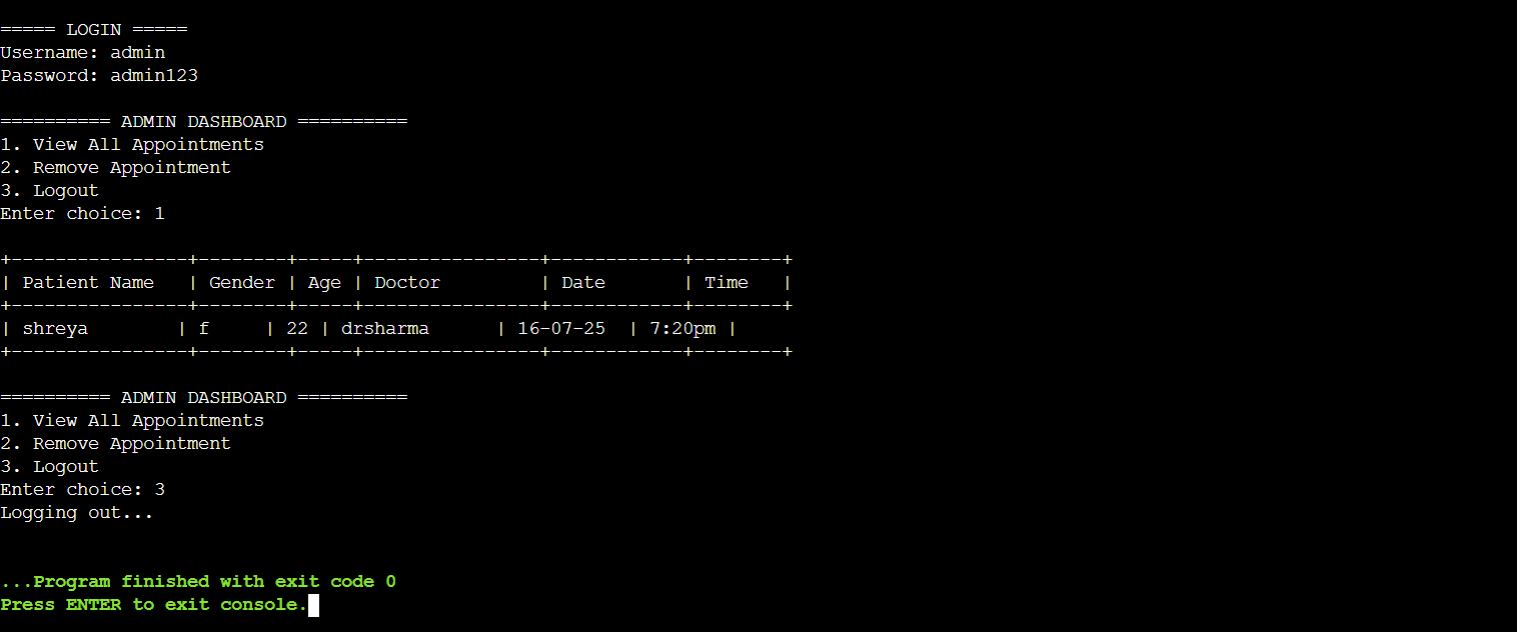 ===== LOGIN =====
Username: admin
Password: admin123
========== ADMIN DASHBOARD ==========
1. View All Appointments
2. Remove Appointment
3. Logout
Enter choice: 1
+----------------+--------+-----+----------------+------------+--------+
| Patient Name   | Gender | Age | Doctor         | Date       | Time   |
+----------------+--------+-----+----------------+------------+--------+
| shreya        | f     | 22 | drsharma      | 16-07-25  | 7:20pm |
+----------------+--------+-----+----------------+------------+--------+
========== ADMIN DASHBOARD ==========
1. View All Appointments
2. Remove Appointment
3. Logout
Enter choice: 3
Logging out...
...Program finished with exit code 0
Press ENTER to exit console.